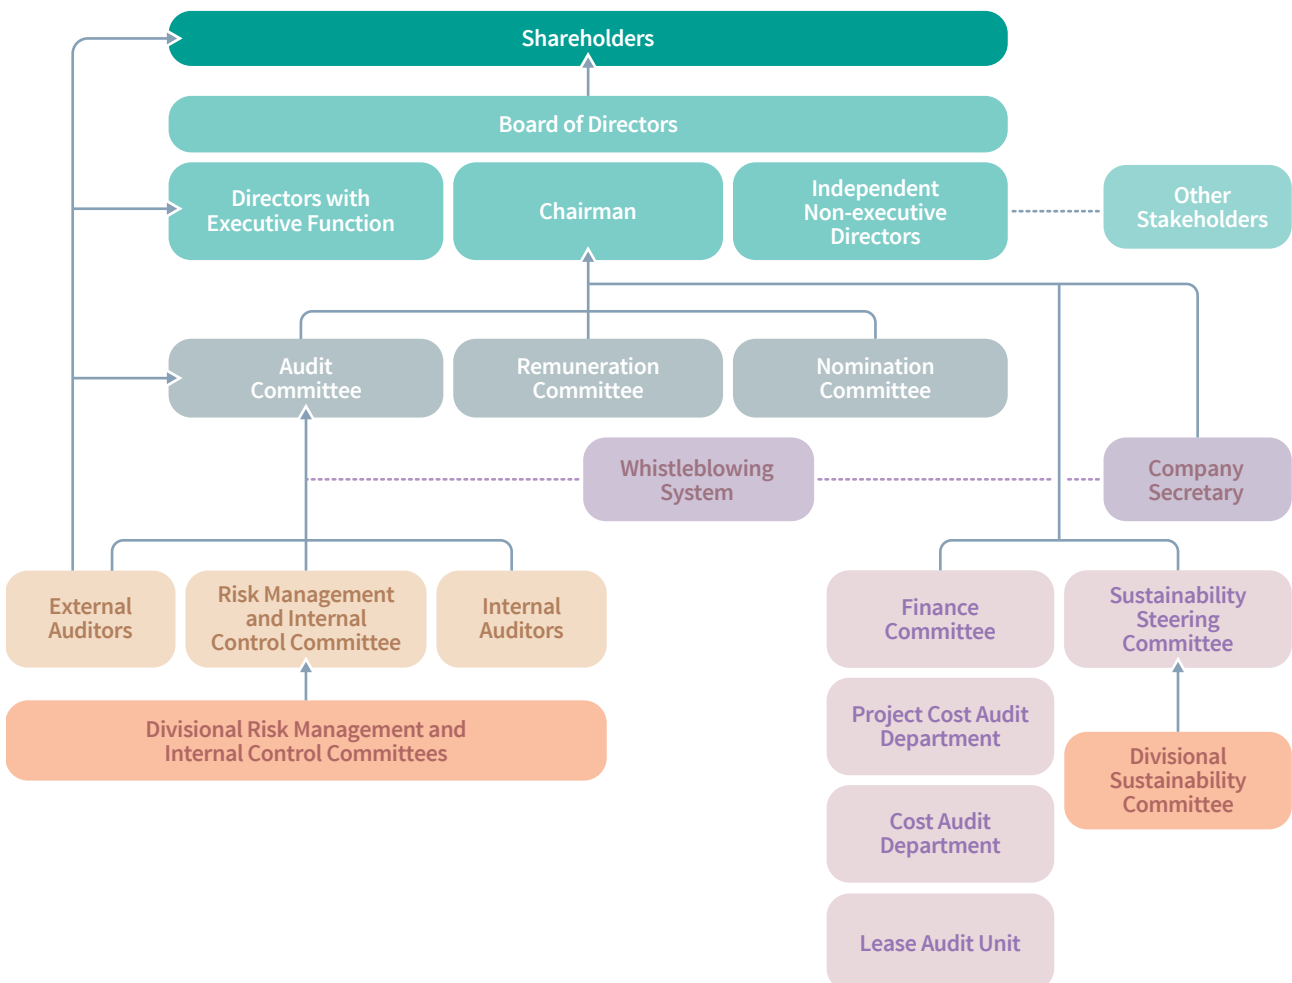 Shareholders
Board of Directors
Directors with
Executive Function
Chairman
Independent
Non-executive
Directors
Other
Stakeholders
Audit
Committee
Remuneration
Committee
Nomination
Committee
Whistleblowing
System
Company
Secretary
External
Auditors
Risk Management
and Internal
Control Committee
Internal
Auditors
Finance
Committee
Sustainability
Steering
Committee
Divisional Risk Management and
Internal Control Committees
Project Cost Audit
Department
Divisional
Sustainability
Committee
Cost Audit
Department
Lease Audit Unit